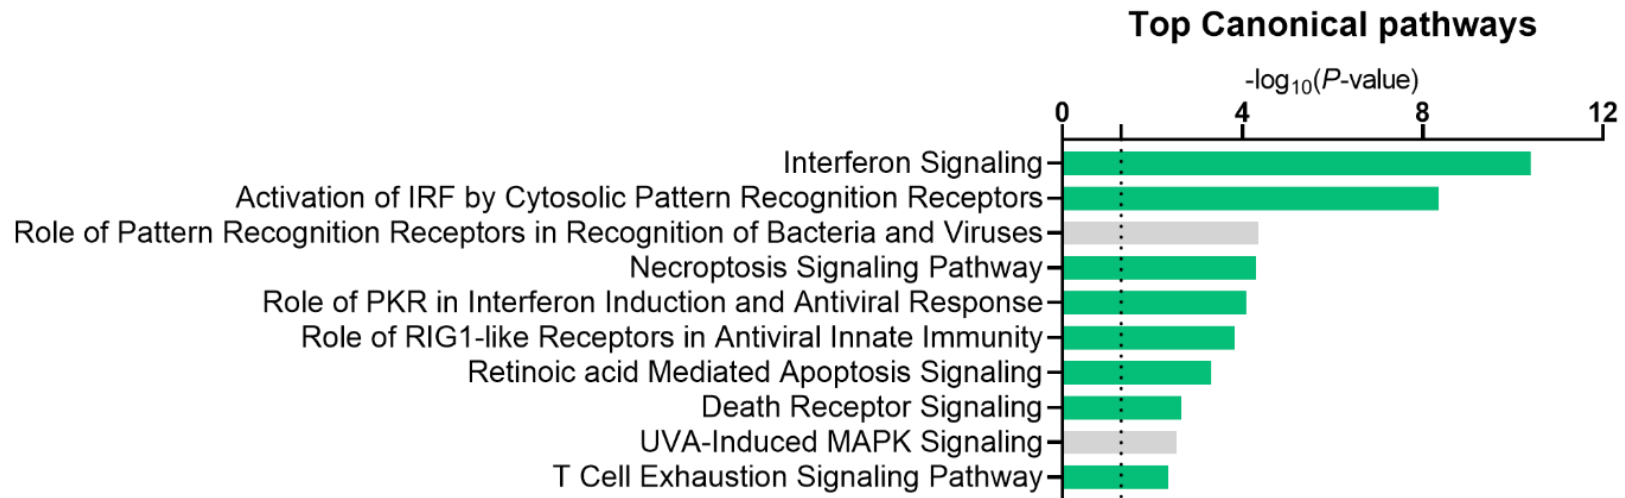 Top Canonical pathways
-log10(P-value)
0 4 8 12
Interferon Signaling
Activation of IRF by Cytosolic Pattern Recognition Receptors
Role of Pattern Recognition Receptors in Recognition of Bacteria and Viruses
Necroptosis Signaling Pathway
Role of PKR in Interferon Induction and Antiviral Response
Role of RIG1-like Receptors in Antiviral Innate Immunity
Retinoic acid Mediated Apoptosis Signaling
Death Receptor Signaling
UVA-Induced MAPK Signaling
T Cell Exhaustion Signaling Pathway